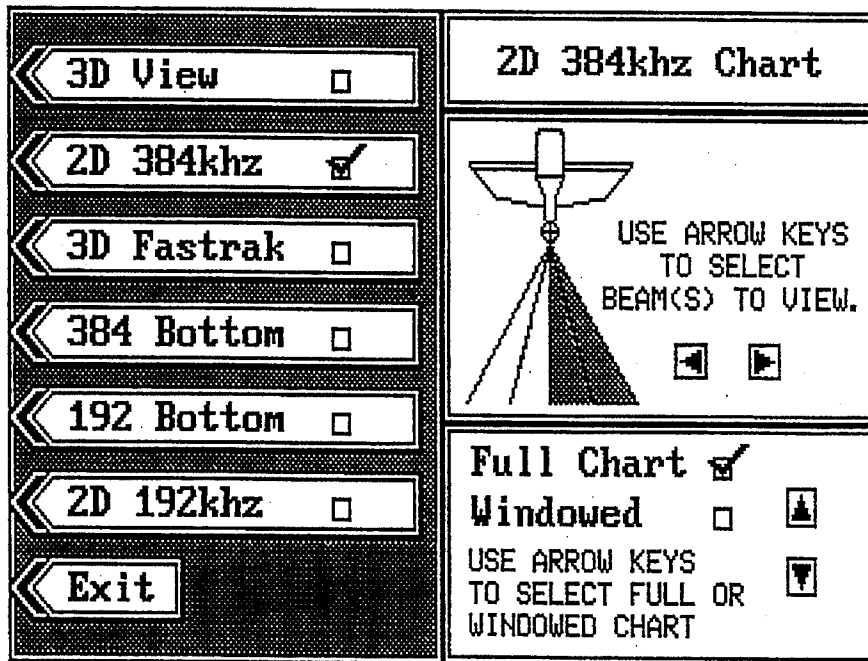 3D View
2D 384khz
3D Fastrak
384 Bottom
192 Bottom
2D 192khz
Exit
2D 384khz Chart
USE ARROW KEYS
TO SELECT
BEAM(S) TO VIEW.
Full Chart
Windowed
USE ARROW KEYS
TO SELECT FULL OR
WINDOWED CHART